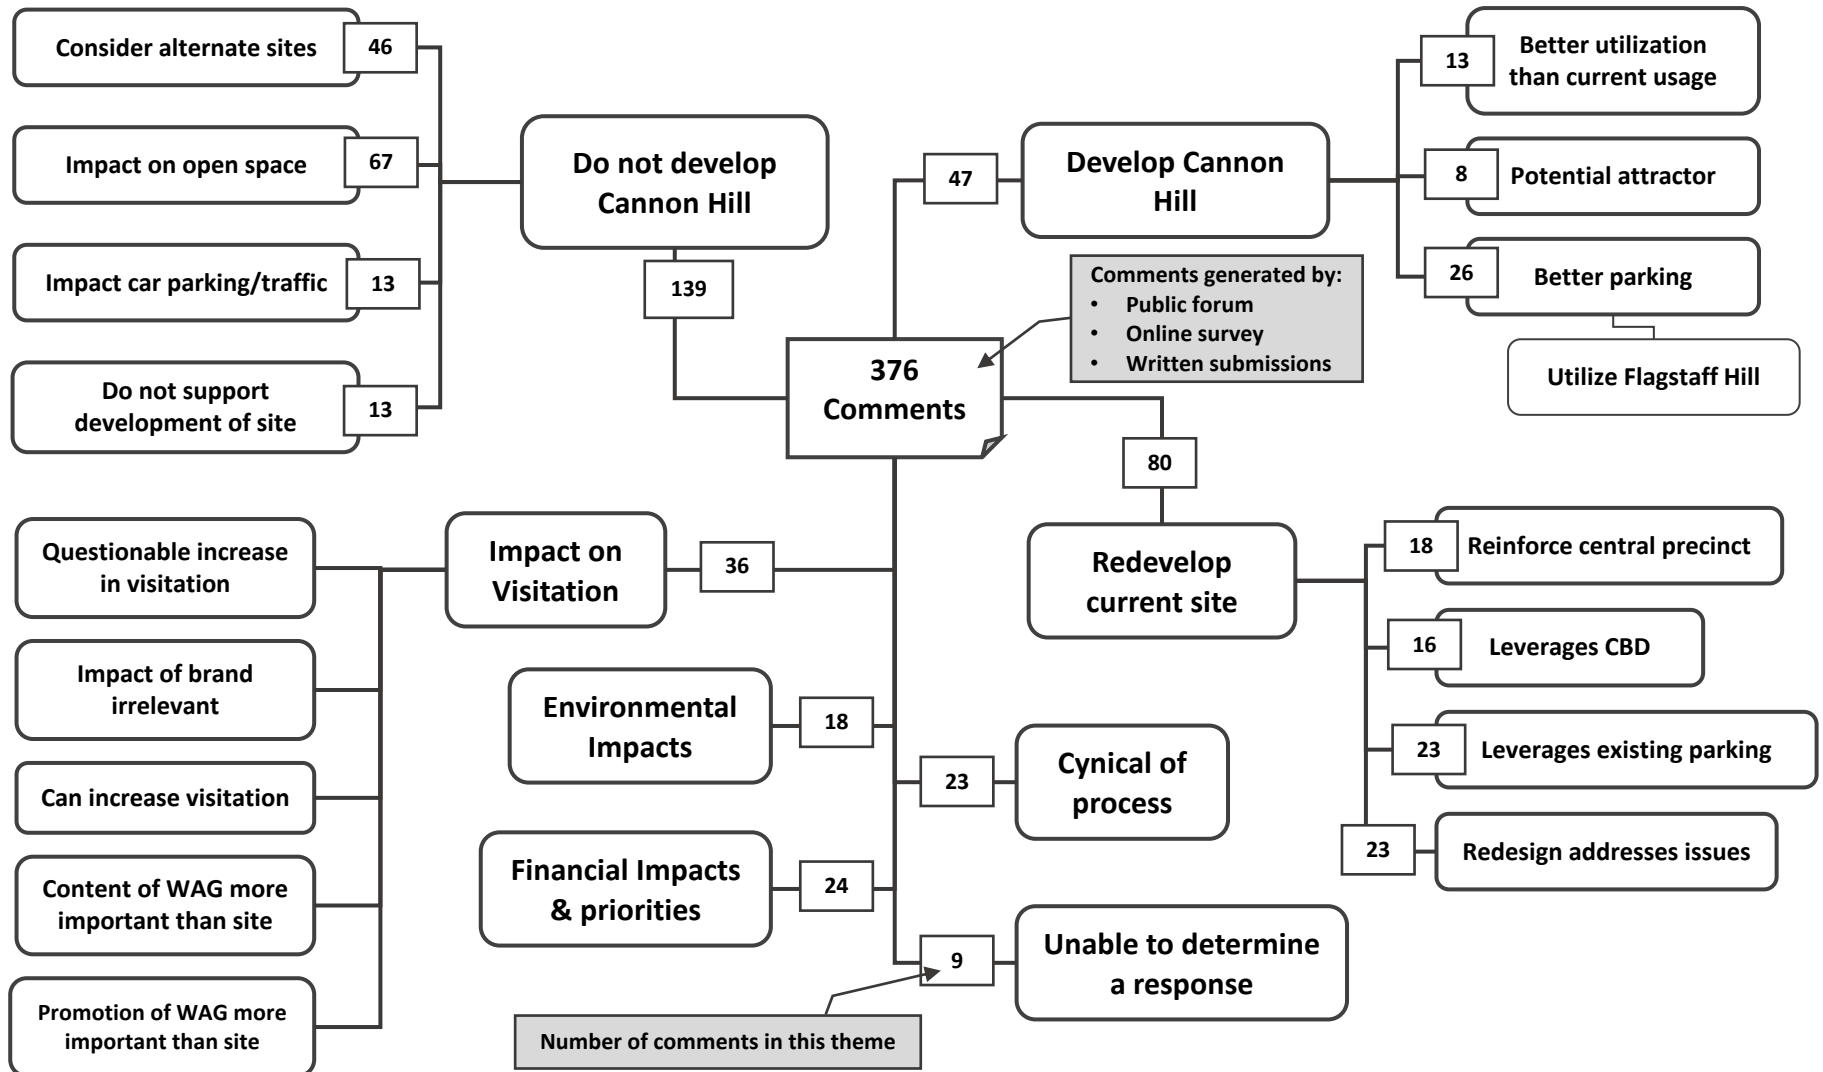 Consider alternate sites
46
Impact on open space
67
Impact car parking/traffic
13
Do not support
development of site
13
Do not develop
Cannon Hill
139
47
Develop Cannon
Hill
13
Better utilization
than current usage
8
Potential attractor
26
Better parking
Utilize Flagstaff Hill
Comments generated by:
• Public forum
• Online survey
• Written submissions
376
Comments
80
Redevelop
current site
18
Reinforce central precinct
16
Leverages CBD
23
Leverages existing parking
23
Redesign addresses issues
Questionable increase
in visitation
Impact of brand
irrelevant
Can increase visitation
Content of WAG more
important than site
Promotion of WAG more
important than site
Impact on
Visitation
36
Environmental
Impacts
18
Financial Impacts
& priorities
24
23
Cynical of
process
9
Unable to determine
a response
Number of comments in this theme